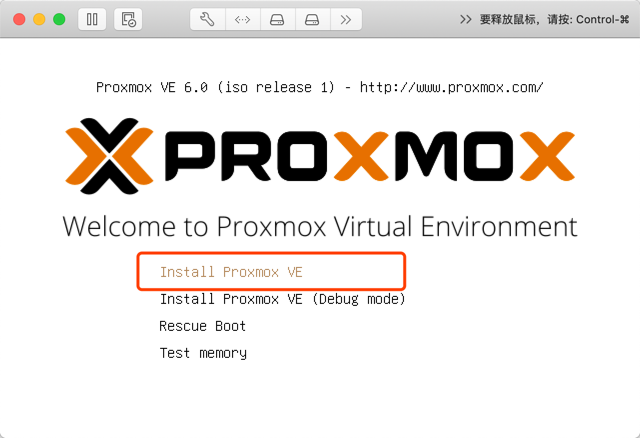 要释放鼠标，请按: Control-⌘
Proxmox VE 6.0 (iso release 1) - http://www.proxmox.com/
PROXMOX
Welcome to Proxmox Virtual Environment
Install Proxmox VE
Install Proxmox VE (Debug mode)
Rescue Boot
Test memory